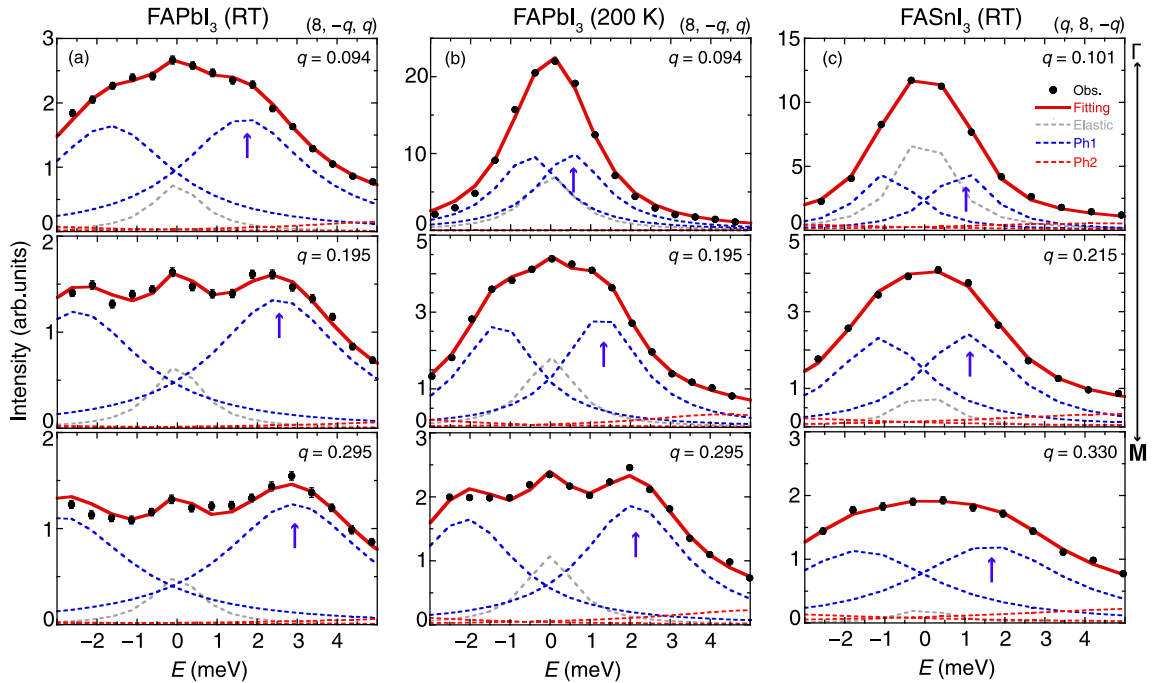 FAPbI3 (RT)
(8, −q, q)
FAPbI3 (200 K)
(8, −q, q)
FASnI3 (RT)
(q, 8, −q)
(a)
q = 0.094
3
2
1
0
(b)
q = 0.094
20
10
0
(c)
q = 0.101
15
10
5
0
Obs.
Fitting
Elastic
Ph1
Ph2
Γ
M
Intensity (arb.units)
q = 0.195
2
1
0
q = 0.195
5
3
1
0
q = 0.215
5
3
1
0
q = 0.295
2
1
0
q = 0.295
3
2
1
0
q = 0.330
3
2
1
0
−2 −1 0 1 2 3 4
−2 −1 0 1 2 3 4
−2 −1 0 1 2 3 4
E (meV)
E (meV)
E (meV)